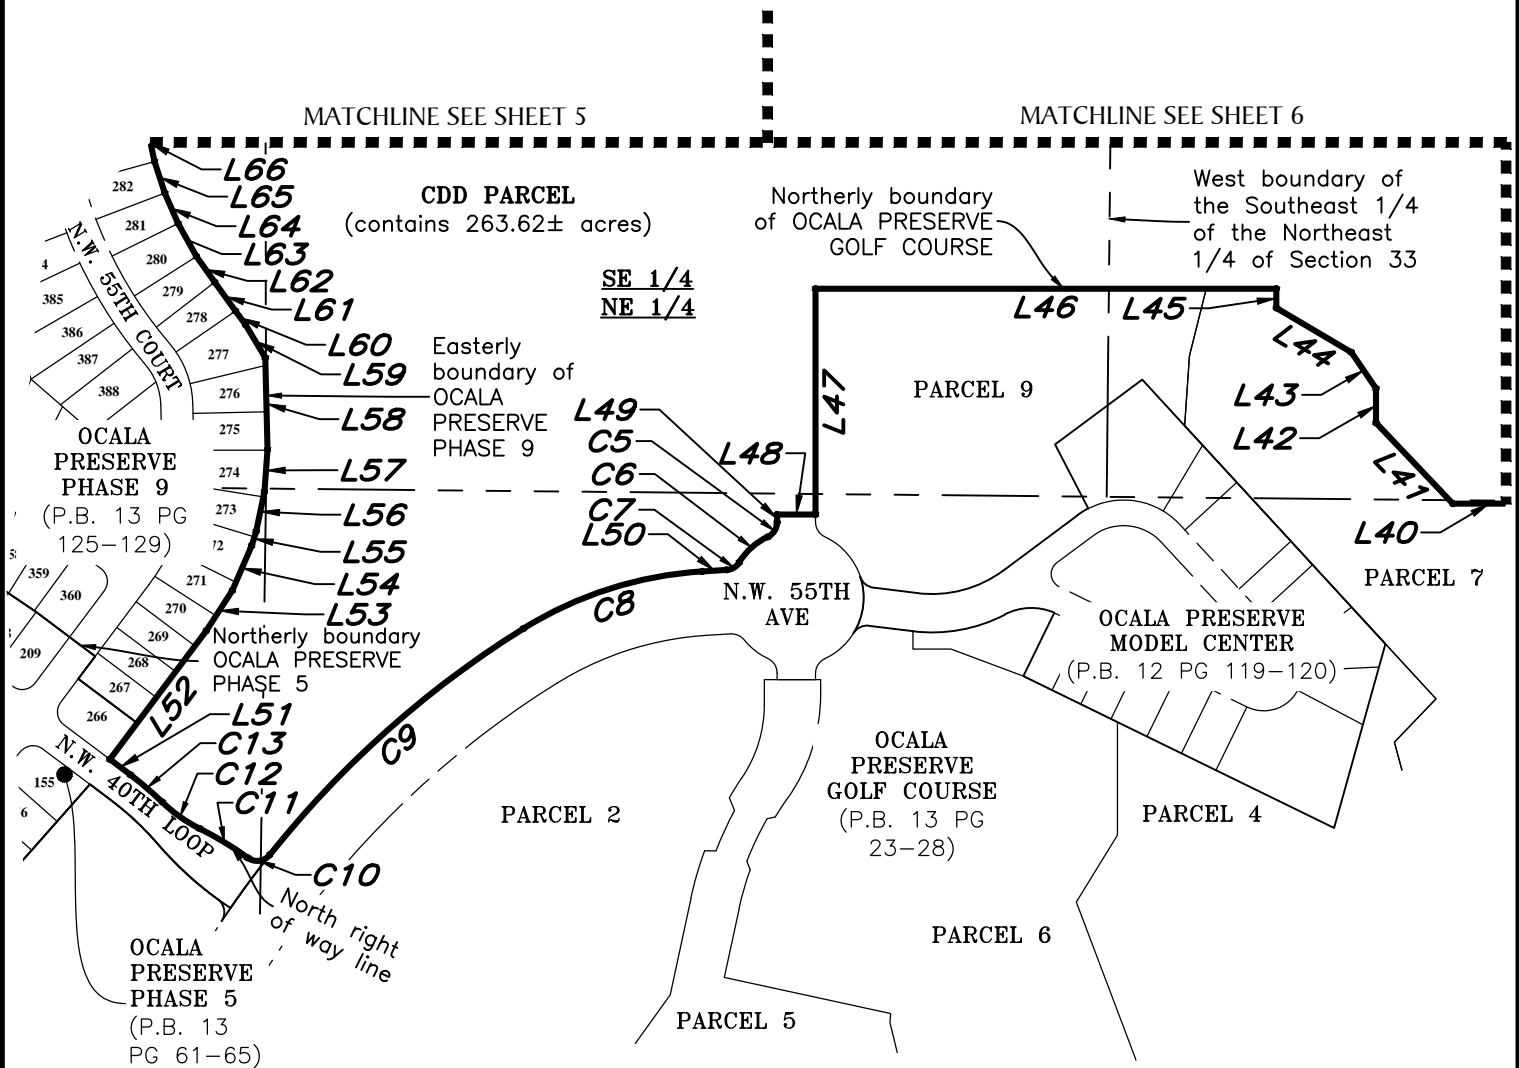 MATCHLINE SEE SHEET 5
MATCHLINE SEE SHEET 6
L66
L65
L64
L63
L62
L61
L60
L59
L58
L57
L56
L55
L54
L53
L52
L51
C13
C12
C11
C10
C9
C8
L50
C7
C6
C5
L49
L48
L47
L46
L45
L44
L43
L42
L41
L40
CDD PARCEL
(contains 263.62± acres)
SE 1/4
NE 1/4
Northerly boundary
of OCALA PRESERVE
GOLF COURSE
West boundary of
the Southeast 1/4
of the Northeast
1/4 of Section 33
Easterly
boundary of
OCALA
PRESERVE
PHASE 9
PARCEL 9
PARCEL 7
282
281
280
279
278
277
276
275
274
273
271
270
269
268
267
266
4
385
386
387
388
359
360
209
155
6
N.W. 55TH COURT
OCALA
PRESERVE
PHASE 9
(P.B. 13 PG
125-129)
Northerly boundary
OCALA PRESERVE
PHASE 5
N.W. 40TH LOOP
North right
of way line
OCALA
PRESERVE
PHASE 5
(P.B. 13
PG 61-65)
N.W. 55TH
AVE
OCALA PRESERVE
MODEL CENTER
(P.B. 12 PG 119-120)
PARCEL 2
OCALA
PRESERVE
GOLF COURSE
(P.B. 13 PG
23-28)
PARCEL 4
PARCEL 6
PARCEL 5